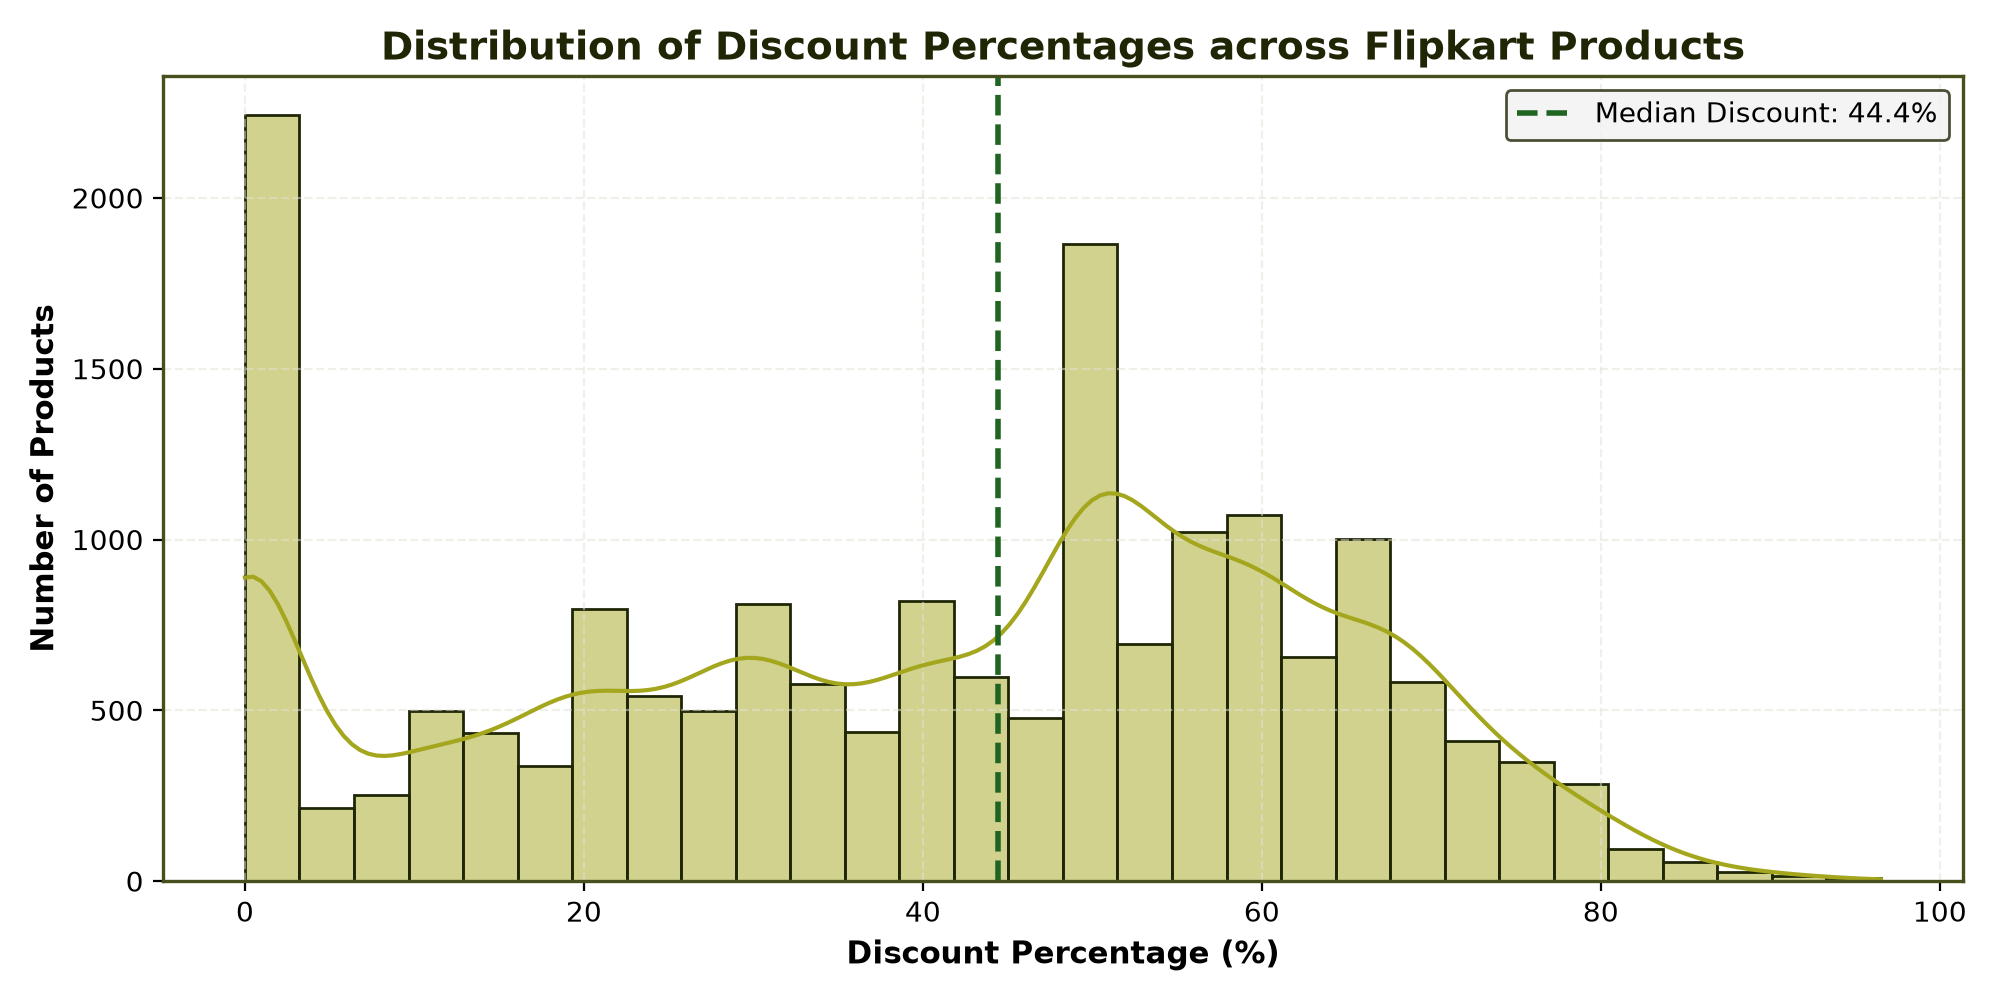 Distribution of Discount Percentages across Flipkart Products
Median Discount: 44.4%
Number of Products
2000
1500
1000
500
0
0 20 40 60 80 100
Discount Percentage (%)